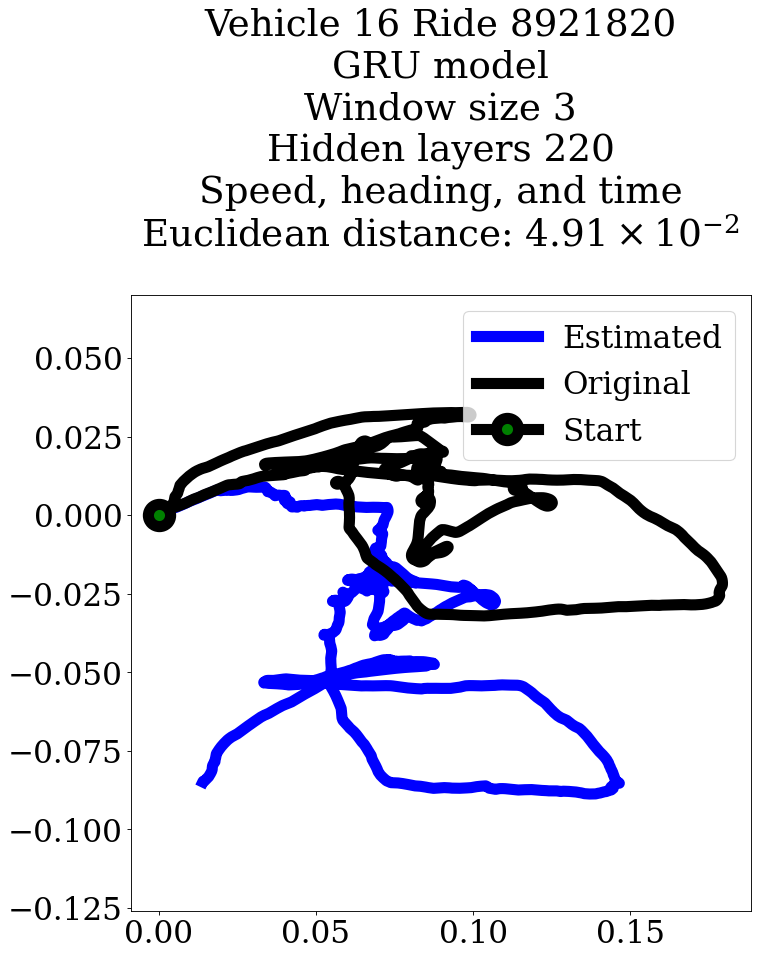 Vehicle 16 Ride 8921820
GRU model
Window size 3
Hidden layers 220
Speed, heading, and time
Euclidean distance: 4.91 × 10⁻²
Estimated
Original
Start
0.050
0.025
0.000
−0.025
−0.050
−0.075
−0.100
−0.125
0.00 0.05 0.10 0.15